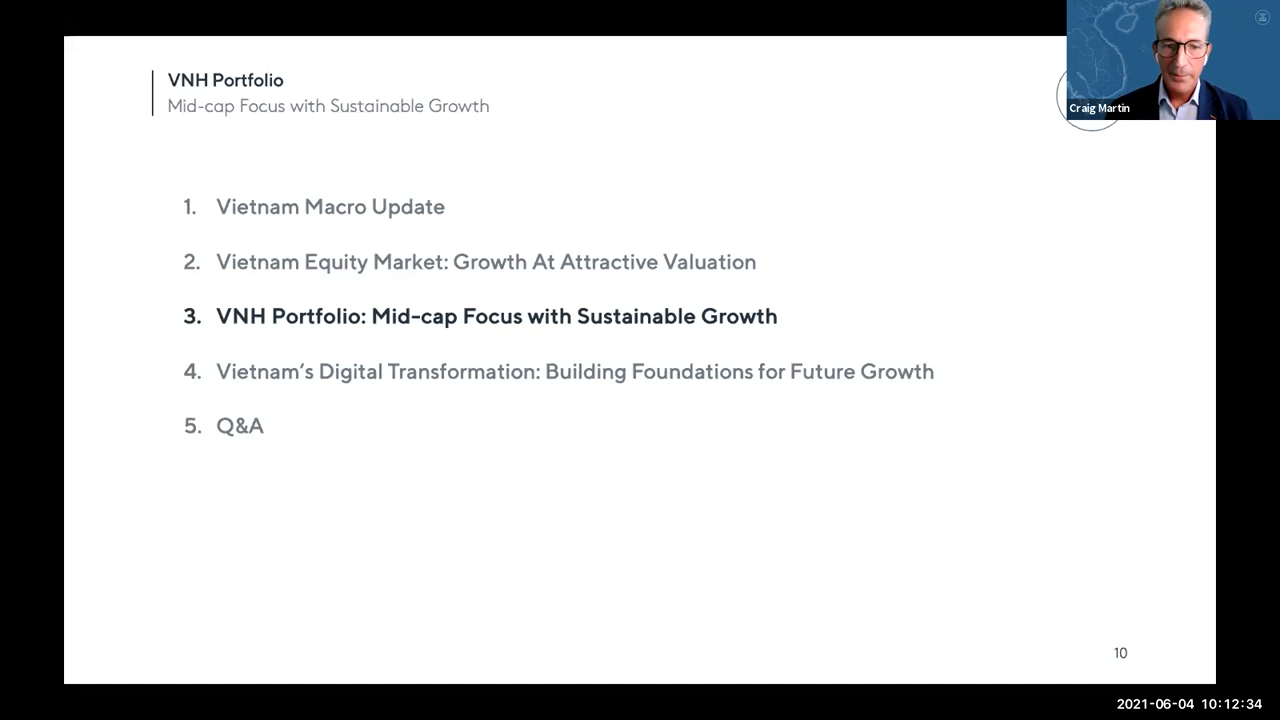 VNH Portfolio
Mid-cap Focus with Sustainable Growth
Craig Martin
1. Vietnam Macro Update
2. Vietnam Equity Market: Growth At Attractive Valuation
3. VNH Portfolio: Mid-cap Focus with Sustainable Growth
4. Vietnam’s Digital Transformation: Building Foundations for Future Growth
5. Q&A
10
2021-06-04 10:12:34